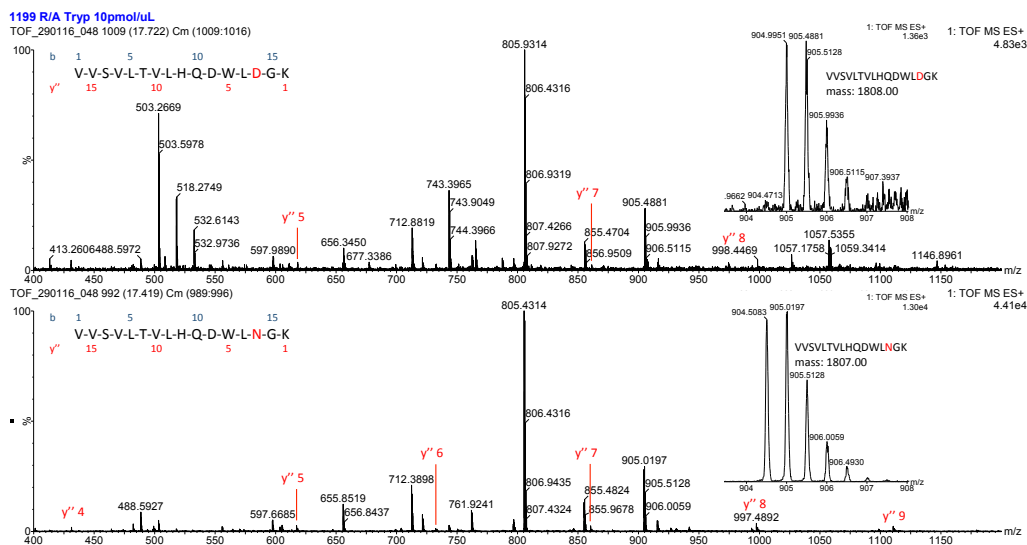 1199 R/A Tryp 10pmol/uL
TOF_290116_048 1009 (17.722) Cm (1009:1016)
1: TOF MS ES+
4.83e3
b 1 5 10 15
V-V-S-V-L-T-V-L-H-Q-D-W-L-D-G-K
y'' 15 10 5 1
100
%
0
413.2606
488.5972
503.2669
503.5978
518.2749
532.6143
532.9736
597.9890
y'' 5
656.3450
677.3386
712.8819
743.3965
743.9049
744.3966
805.9314
806.4316
806.9319
807.4266
807.9272
y'' 7
855.4704
856.9509
905.4881
905.9936
906.5115
y'' 8
998.4469
1057.5355
1057.1758
1059.3414
1146.8961
1: TOF MS ES+
1.36e3
904.9951
905.4881
905.5128
905.9936
906.5115
907.3937
.9662
904.4713
VVSVLTVLHQDWLDGK
mass: 1808.00
904 905 906 907 908 m/z
400 450 500 550 600 650 700 750 800 850 900 950 1000 1050 1100 1150 m/z
TOF_290116_048 992 (17.419) Cm (989:996)
1: TOF MS ES+
4.41e4
b 1 5 10 15
V-V-S-V-L-T-V-L-H-Q-D-W-L-N-G-K
y'' 15 10 5 1
100
%
0
y'' 4
488.5927
597.6685
y'' 5
655.8519
656.8437
712.3898
y'' 6
761.9241
805.4314
806.4316
806.9435
807.4324
y'' 7
855.4824
855.9678
905.0197
905.5128
906.0059
y'' 8
997.4892
y'' 9
1: TOF MS ES+
1.30e4
904.5083
905.0197
905.5128
906.0059
906.4930
VVSVLTVLHQDWLNGK
mass: 1807.00
904 905 906 907 908 m/z
400 450 500 550 600 650 700 750 800 850 900 950 1000 1050 1100 1150 m/z